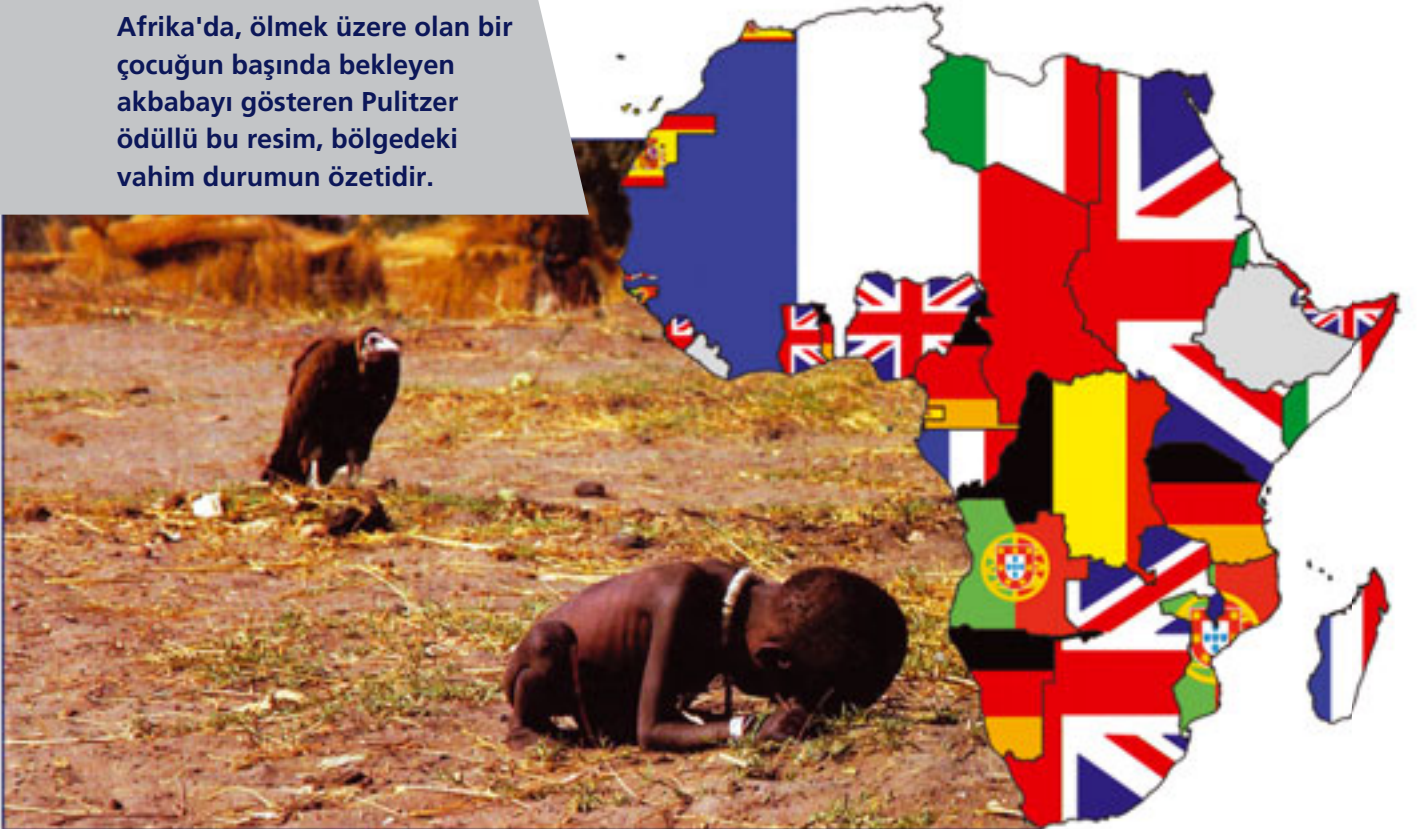 Afrika'da, ölmek üzere olan bir
çocuğun başında bekleyen
akbabayı gösteren Pulitzer
ödüllü bu resim, bölgedeki
vahim durumun özetidir.